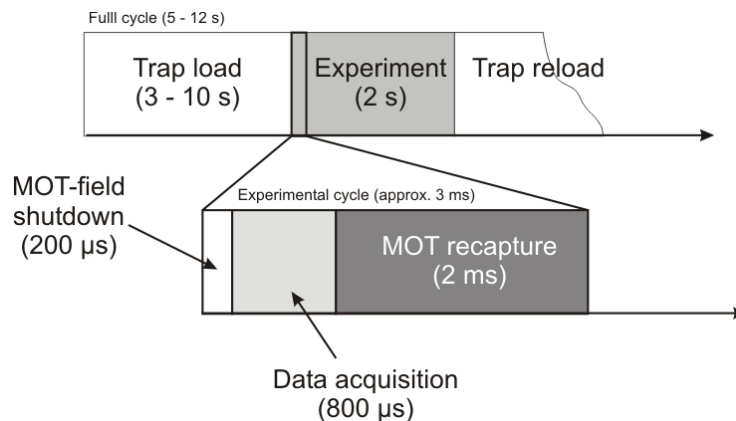 Fulll cycle (5 - 12 s)
Trap load
(3 - 10 s)
Experiment
(2 s)
Trap reload
MOT-field
shutdown
(200 µs)
Experimental cycle (approx. 3 ms)
MOT recapture
(2 ms)
Data acquisition
(800 µs)